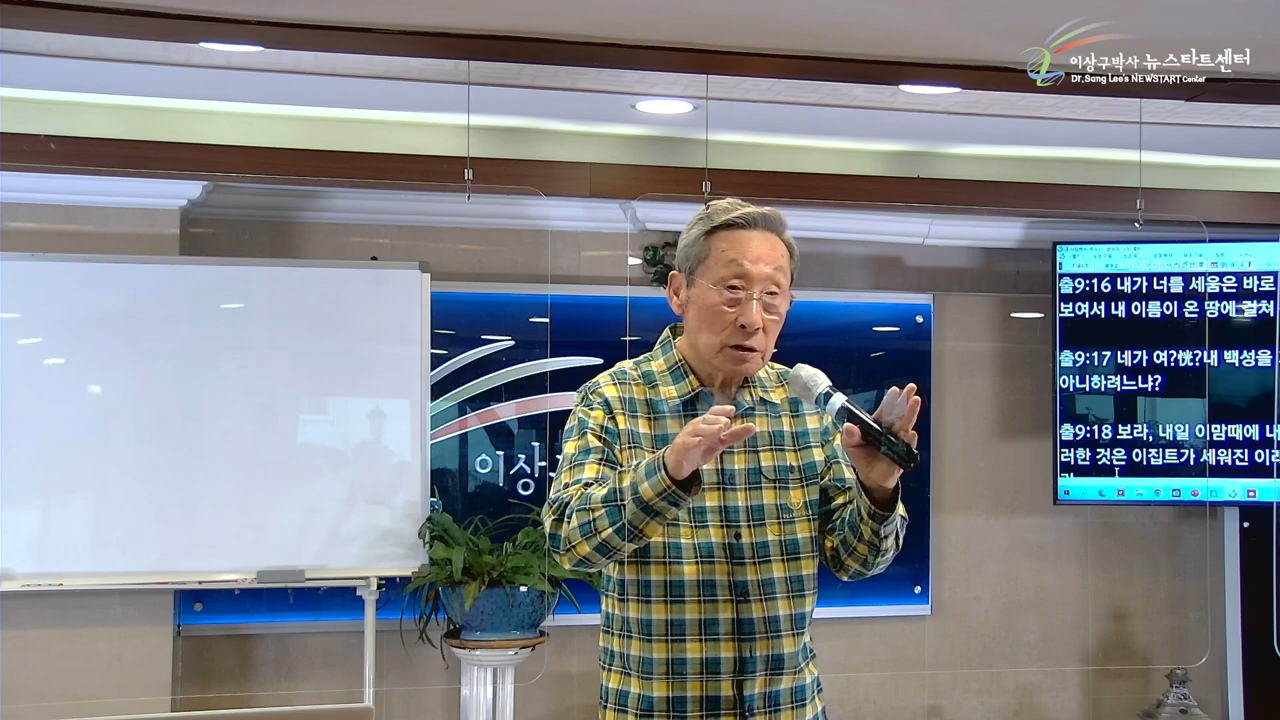 이상구박사 뉴스타트센터
Dr. Sang Lee's NEWSTART Center
이상
출9:16 내가 너를 세움은 바로
보여서 내 이름이 온 땅에 걸쳐
출9:17 네가 여?恍?내 백성을
아니하려느냐?
출9:18 보라, 내일 이맘때에 내
러한 것은 이집트가 세워진 이래